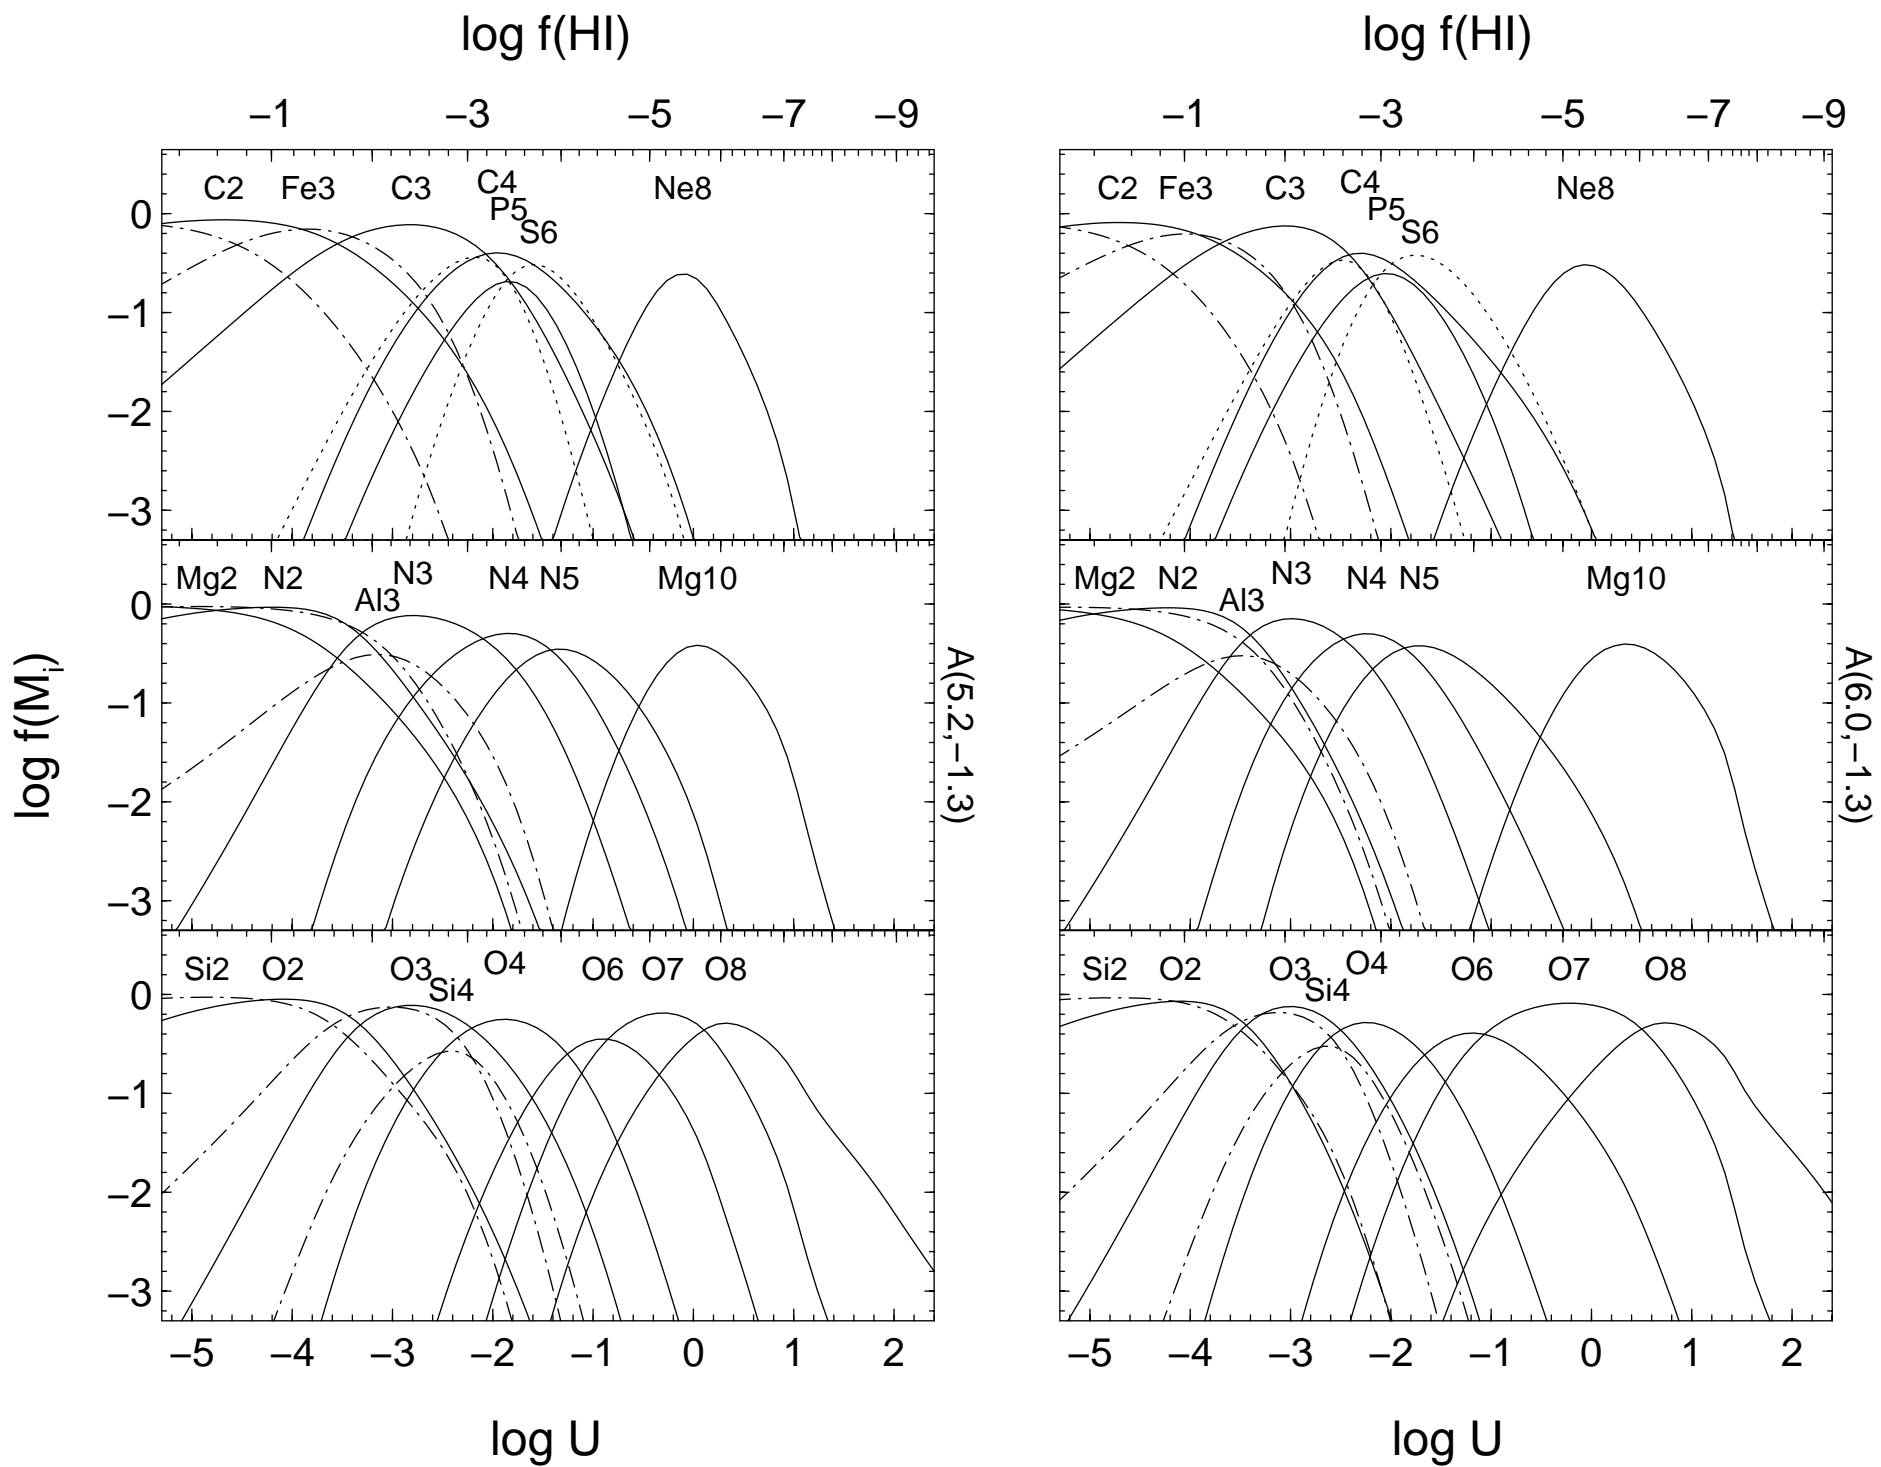 log f(HI) log f(HI)
−1 −3 −5 −7 −9 −1 −3 −5 −7 −9
C2 Fe3 C3 C4 P5 S6 Ne8 C2 Fe3 C3 C4 P5 S6 Ne8
0
−1
−2
−3
Mg2 N2 Al3 N3 N4 N5 Mg10 Mg2 N2 Al3 N3 N4 N5 Mg10
0
−1
−2
−3
log f(Mi)
A(5.2,−1.3)
A(6.0,−1.3)
Si2 O2 O3 Si4 O4 O6 O7 O8 Si2 O2 O3 Si4 O4 O6 O7 O8
0
−1
−2
−3
−5 −4 −3 −2 −1 0 1 2 −5 −4 −3 −2 −1 0 1 2
log U log U